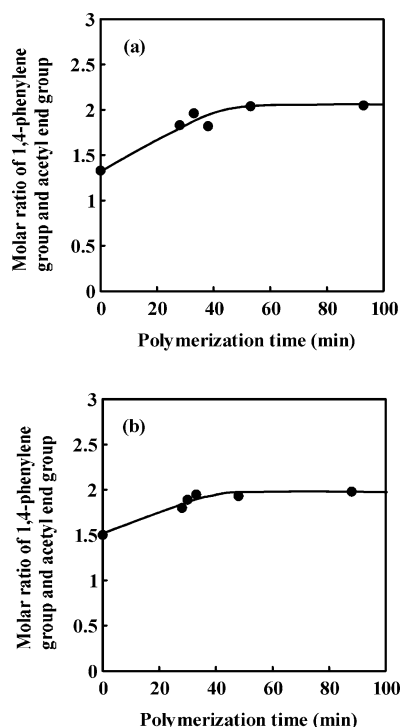 (a)
Molar ratio of 1,4-phenylene
group and acetyl end group
3
2.5
2
1.5
1
0.5
0
0 20 40 60 80 100
Polymerization time (min)
(b)
Molar ratio of 1,4-phenylene
group and acetyl end group
3
2.5
2
1.5
1
0.5
0
0 20 40 60 80 100
Polymerization time (min)